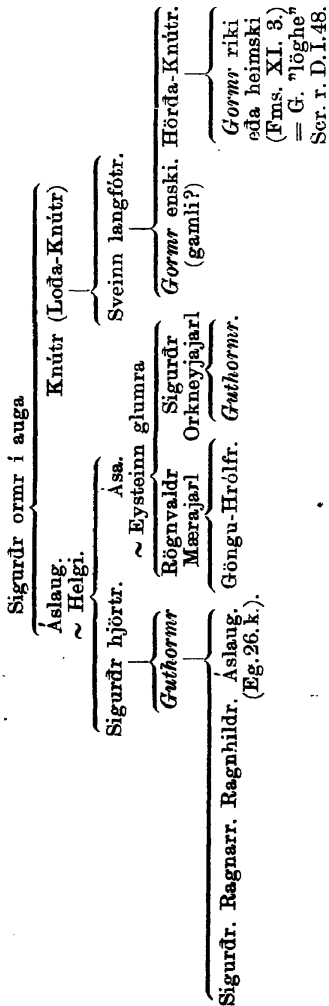 Sigurðr ormr í auga
Áslaug. Knútr (Loða-Knútr)
~ Helgi.
Sigurðr hjörtr. Ása. Sveinn langfótr.
~ Eysteinn glumra
Guthormr Rögnvaldr Sigurðr Gormr enski. Hörða-Knútr.
Mærajarl Orkneyjajarl (gamli?)
Sigurðr. Ragnarr. Ragnhildr. Áslaug. Göngu-Hrólfr. Guthormr. Gormr ríki
(Eg. 26. k.). eða heimski
(Fms. XI. 3.)
= G. "löghe"
Scr. r. D. I. 48.